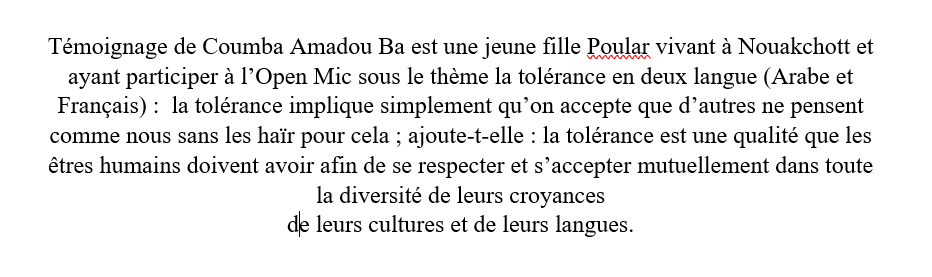 Témoignage de Coumba Amadou Ba est une jeune fille Poular vivant à Nouakchott et
ayant participer à l’Open Mic sous le thème la tolérance en deux langue (Arabe et
Français) :  la tolérance implique simplement qu’on accepte que d’autres ne pensent
comme nous sans les haïr pour cela ; ajoute-t-elle : la tolérance est une qualité que les
êtres humains doivent avoir afin de se respecter et s’accepter mutuellement dans toute
la diversité de leurs croyances
de leurs cultures et de leurs langues.